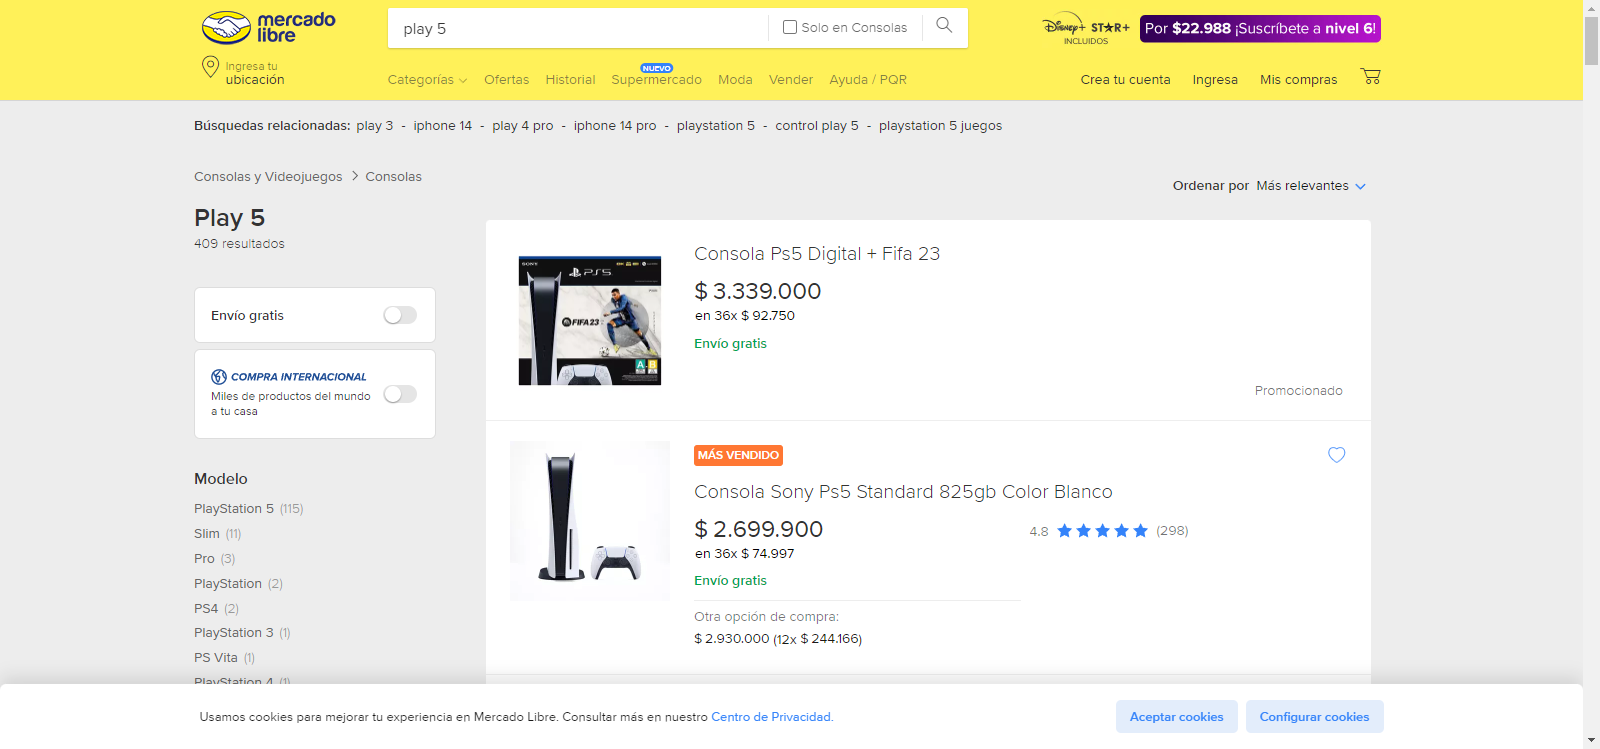 mercado
libre
play 5
Solo en Consolas
Disney+ STAR+
INCLUIDOS
Por $22.988 ¡Suscríbete a nivel 6!
Ingresa tu
ubicación
Categorías
Ofertas
Historial
NUEVO
Supermercado
Moda
Vender
Ayuda / PQR
Crea tu cuenta
Ingresa
Mis compras
Búsquedas relacionadas: play 3 - iphone 14 - play 4 pro - iphone 14 pro - playstation 5 - control play 5 - playstation 5 juegos
Consolas y Videojuegos > Consolas
Ordenar por Más relevantes
Play 5
409 resultados
Envío gratis
COMPRA INTERNACIONAL
Miles de productos del mundo
a tu casa
Modelo
PlayStation 5 (115)
Slim (11)
Pro (3)
PlayStation (2)
PS4 (2)
PlayStation 3 (1)
PS Vita (1)
PlayStation 4 (1)
SONY
PS5
FIFA 23
A B
Consola Ps5 Digital + Fifa 23
$ 3.339.000
en 36x $ 92.750
Envío gratis
Promocionado
MÁS VENDIDO
Consola Sony Ps5 Standard 825gb Color Blanco
$ 2.699.900
4.8 (298)
en 36x $ 74.997
Envío gratis
Otra opción de compra:
$ 2.930.000 (12x $ 244.166)
Usamos cookies para mejorar tu experiencia en Mercado Libre. Consultar más en nuestro Centro de Privacidad.
Aceptar cookies
Configurar cookies